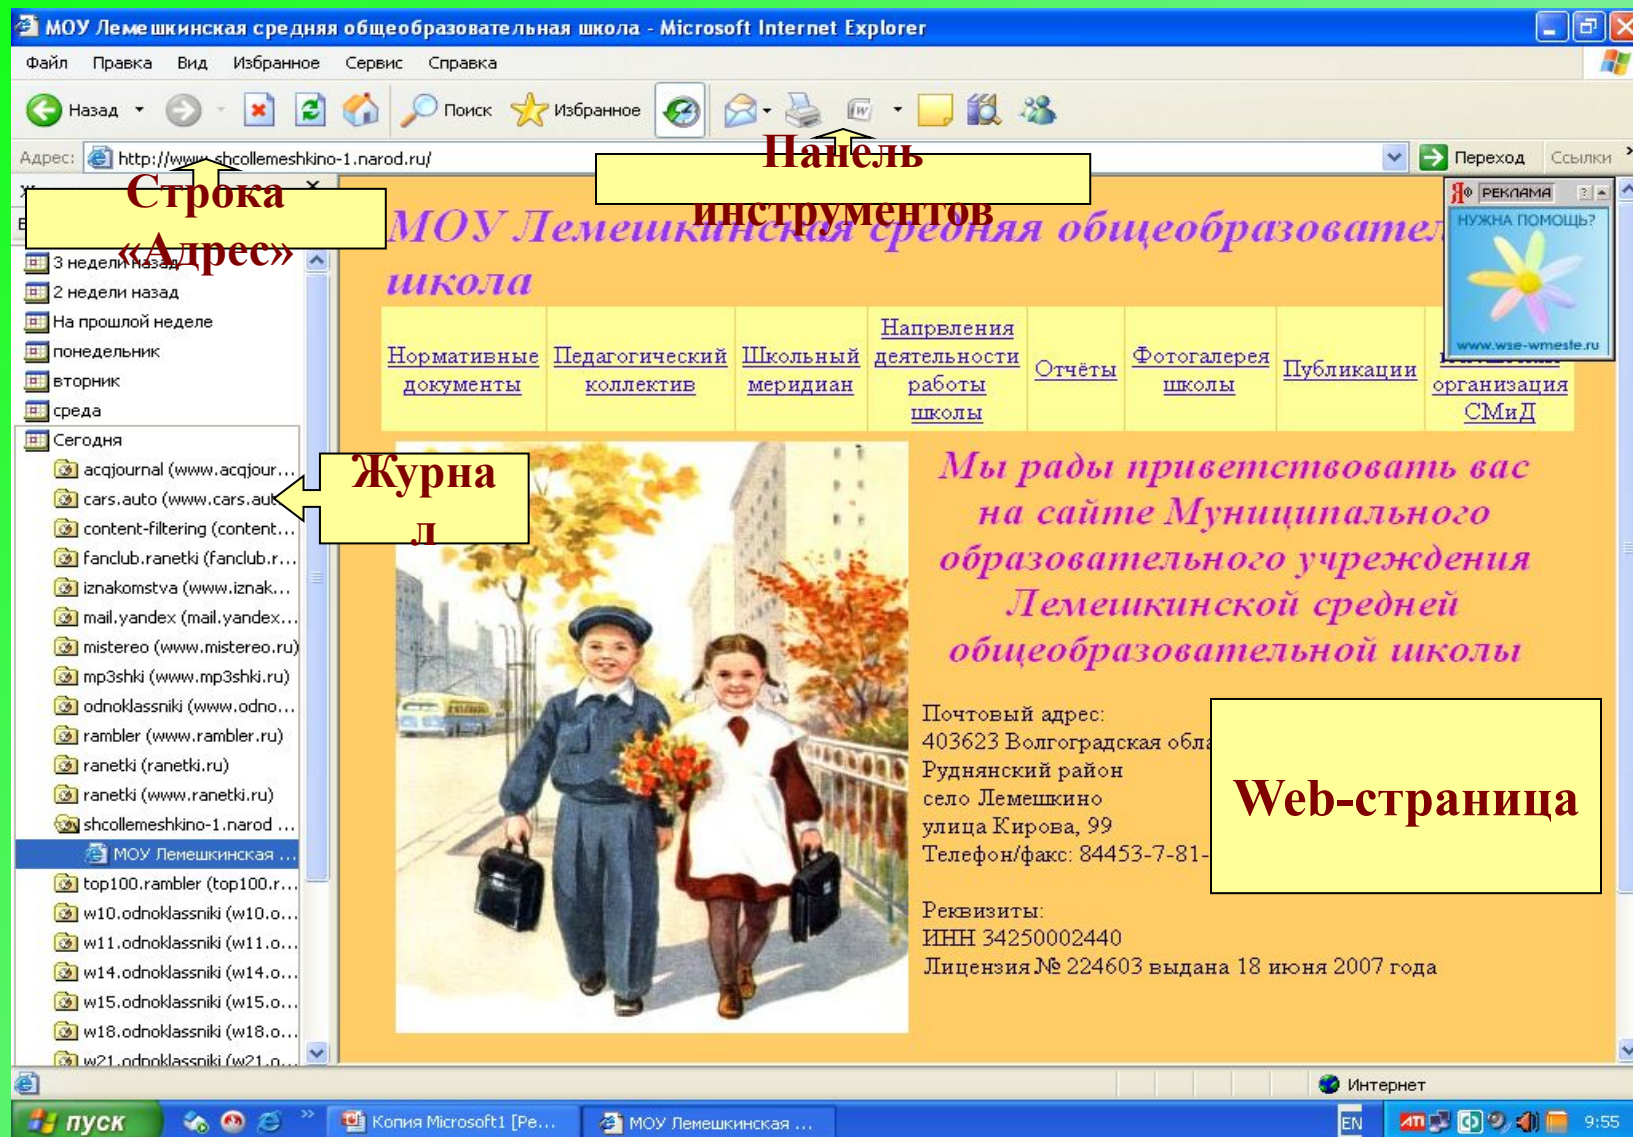 МОУ Лемешкинская средняя общеобразовательная школа - Microsoft Internet Explorer
Файл Правка Вид Избранное Сервис Справка
Назад Поиск Избранное
Адрес: http://www.shcollemeshkino-1.narod.ru/ Переход Ссылки
Панель
инструментов
Строка
«Адрес»
3 недели назад
2 недели назад
На прошлой неделе
понедельник
вторник
среда
Сегодня
acqjournal (www.acqjour...
cars.auto (www.cars.aut
content-filtering (content...
fanclub.ranetki (fanclub.r...
iznakomstva (www.iznak...
mail.yandex (mail.yandex...
mistereo (www.mistereo.ru)
mp3shki (www.mp3shki.ru)
odnoklassniki (www.odno...
rambler (www.rambler.ru)
ranetki (ranetki.ru)
ranetki (www.ranetki.ru)
shcollemeshkino-1.narod ...
МОУ Лемешкинская ...
top100.rambler (top100.r...
w10.odnoklassniki (w10.o...
w11.odnoklassniki (w11.o...
w14.odnoklassniki (w14.o...
w15.odnoklassniki (w15.o...
w18.odnoklassniki (w18.o...
w21.odnoklassniki (w21.o...
Журна
л
МОУ Лемешкинская средняя общеобразовател
школа
РЕКЛАМА
НУЖНА ПОМОЩЬ?
www.wse-wmeste.ru
Нормативные
документы
Педагогический
коллектив
Школьный
меридиан
Напрвления
деятельности
работы
школы
Отчёты
Фотогалерея
школы
Публикации
организация
СМиД
Мы рады приветствовать вас
на сайте Муниципального
образовательного учреждения
Лемешкинской средней
общеобразовательной школы
Почтовый адрес:
403623 Волгоградская обла
Руднянский район
село Лемешкино
улица Кирова, 99
Телефон/факс: 84453-7-81-
Реквизиты:
ИНН 34250002440
Лицензия № 224603 выдана 18 июня 2007 года
Web-страница
Интернет
пуск Копия Microsoft1 [Ре... МОУ Лемешкинская ... EN 9:55